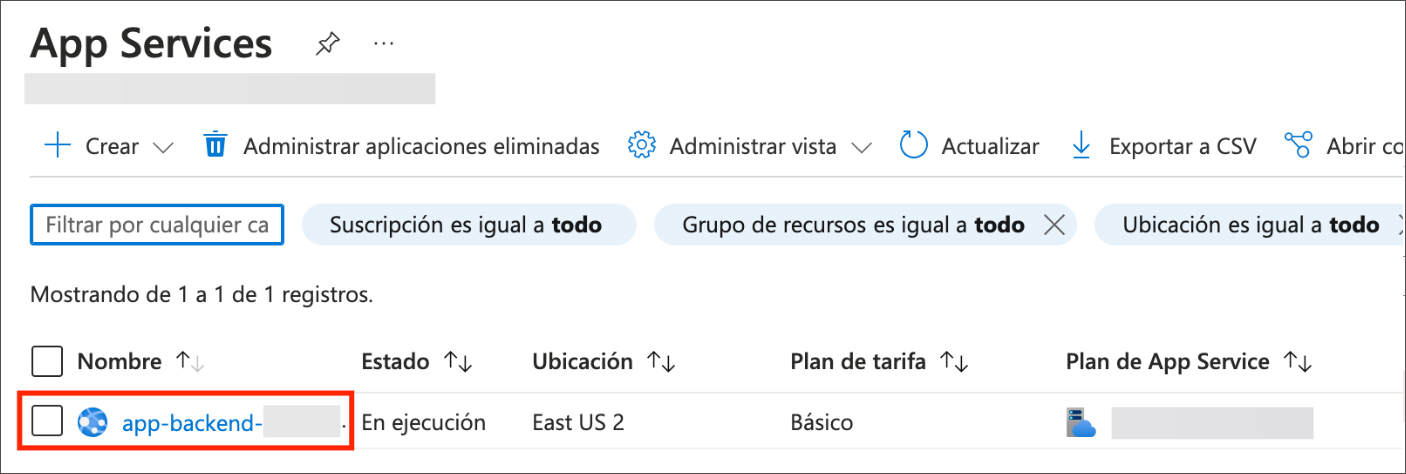 App Services
Crear Administrar aplicaciones eliminadas Administrar vista Actualizar Exportar a CSV Abrir co
Filtrar por cualquier ca Suscripción es igual a todo Grupo de recursos es igual a todo Ubicación es igual a todo
Mostrando de 1 a 1 de 1 registros.
Nombre Estado Ubicación Plan de tarifa Plan de App Service
app-backend- . En ejecución East US 2 Básico